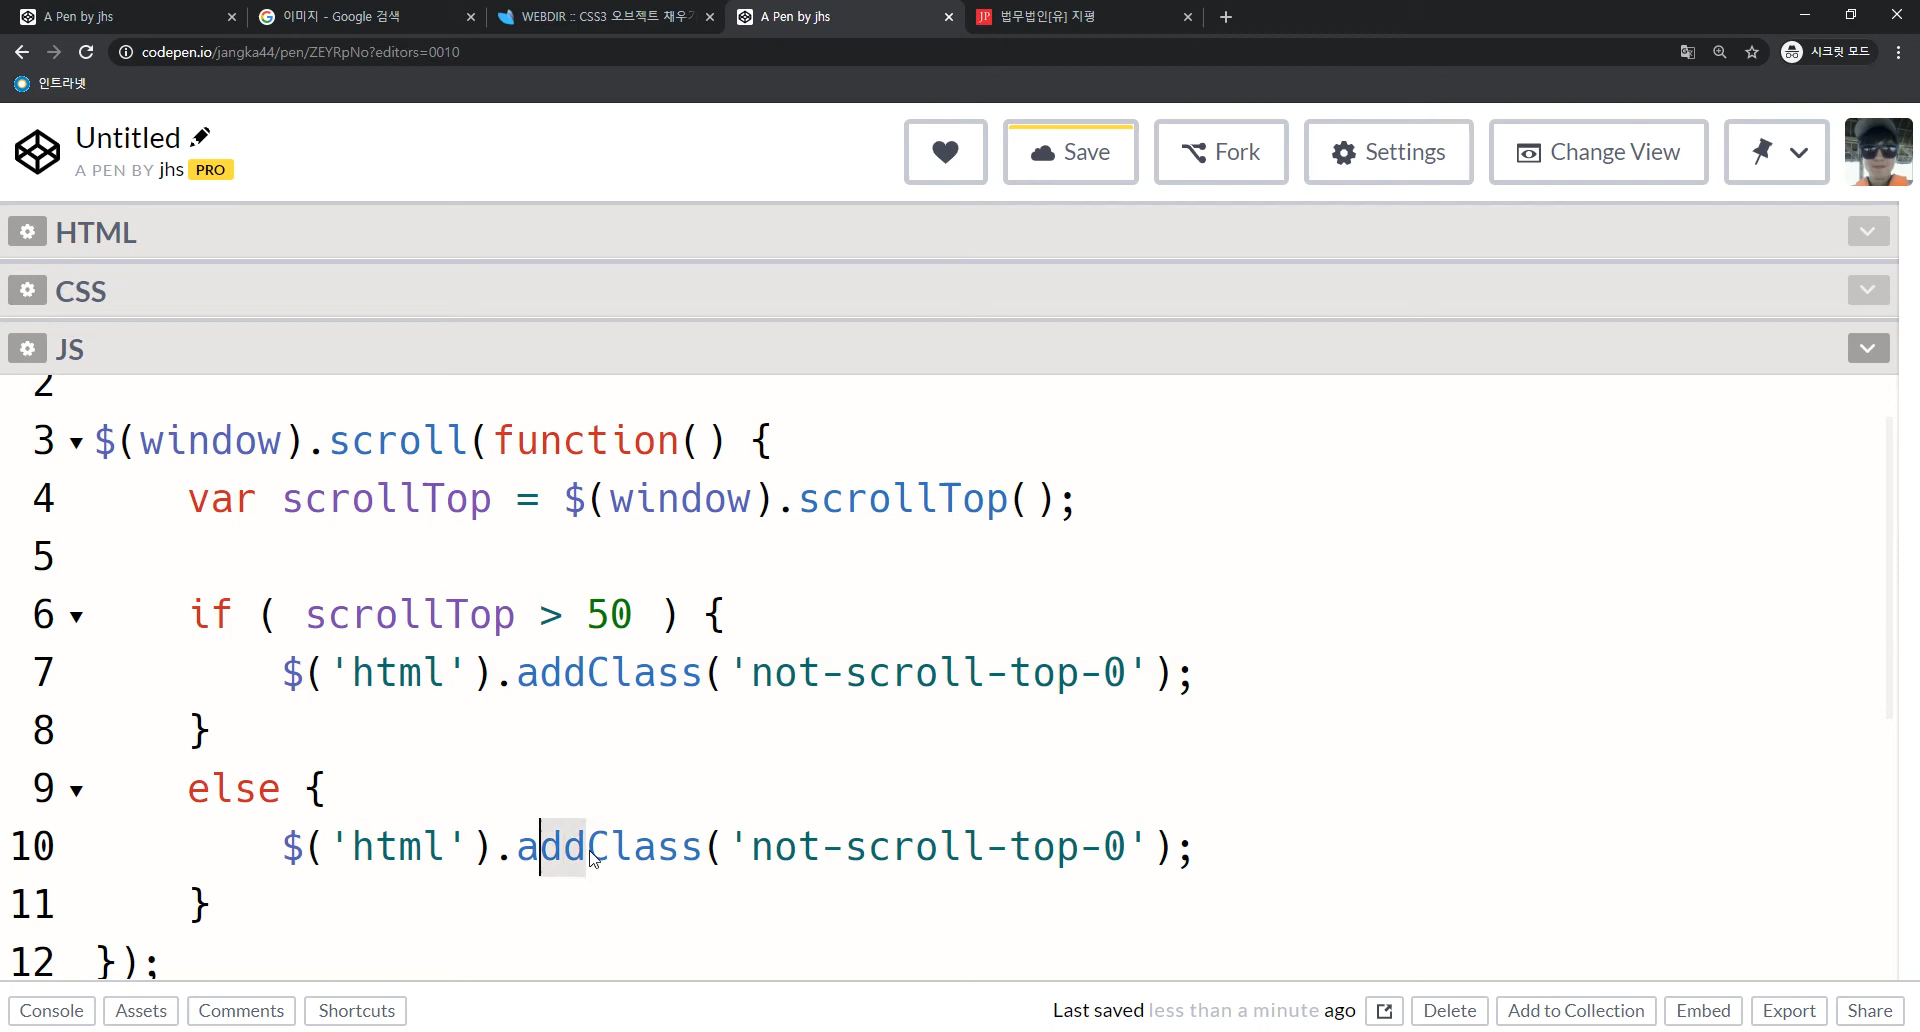 A Pen by jhs
이미지 - Google 검색
WEBDIR :: CSS3 오브젝트 채우기
A Pen by jhs
JP 법무법인[유] 지평
codepen.io/jangka44/pen/ZEYRpNo?editors=0010
시크릿 모드
인트라넷
Untitled
A PEN BY jhs PRO
Save
Fork
Settings
Change View
HTML
CSS
JS
2
3 $(window).scroll(function() {
4 var scrollTop = $(window).scrollTop();
5
6 if ( scrollTop > 50 ) {
7 $('html').addClass('not-scroll-top-0');
8 }
9 else {
10 $('html').addClass('not-scroll-top-0');
11 }
12 });
Console
Assets
Comments
Shortcuts
Last saved less than a minute ago
Delete
Add to Collection
Embed
Export
Share